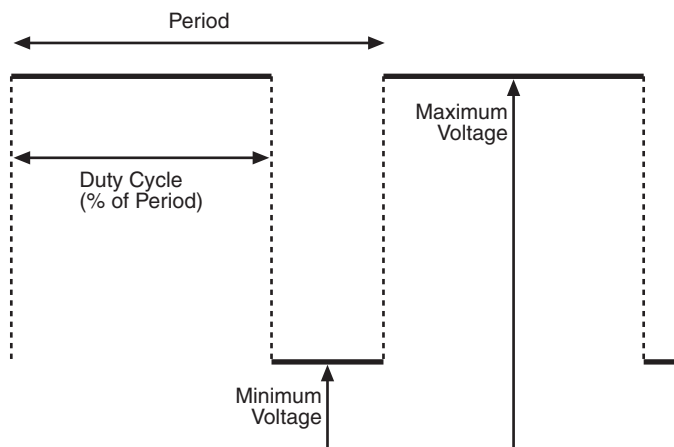 Period
Maximum
Voltage
Duty Cycle
(% of Period)
Minimum
Voltage